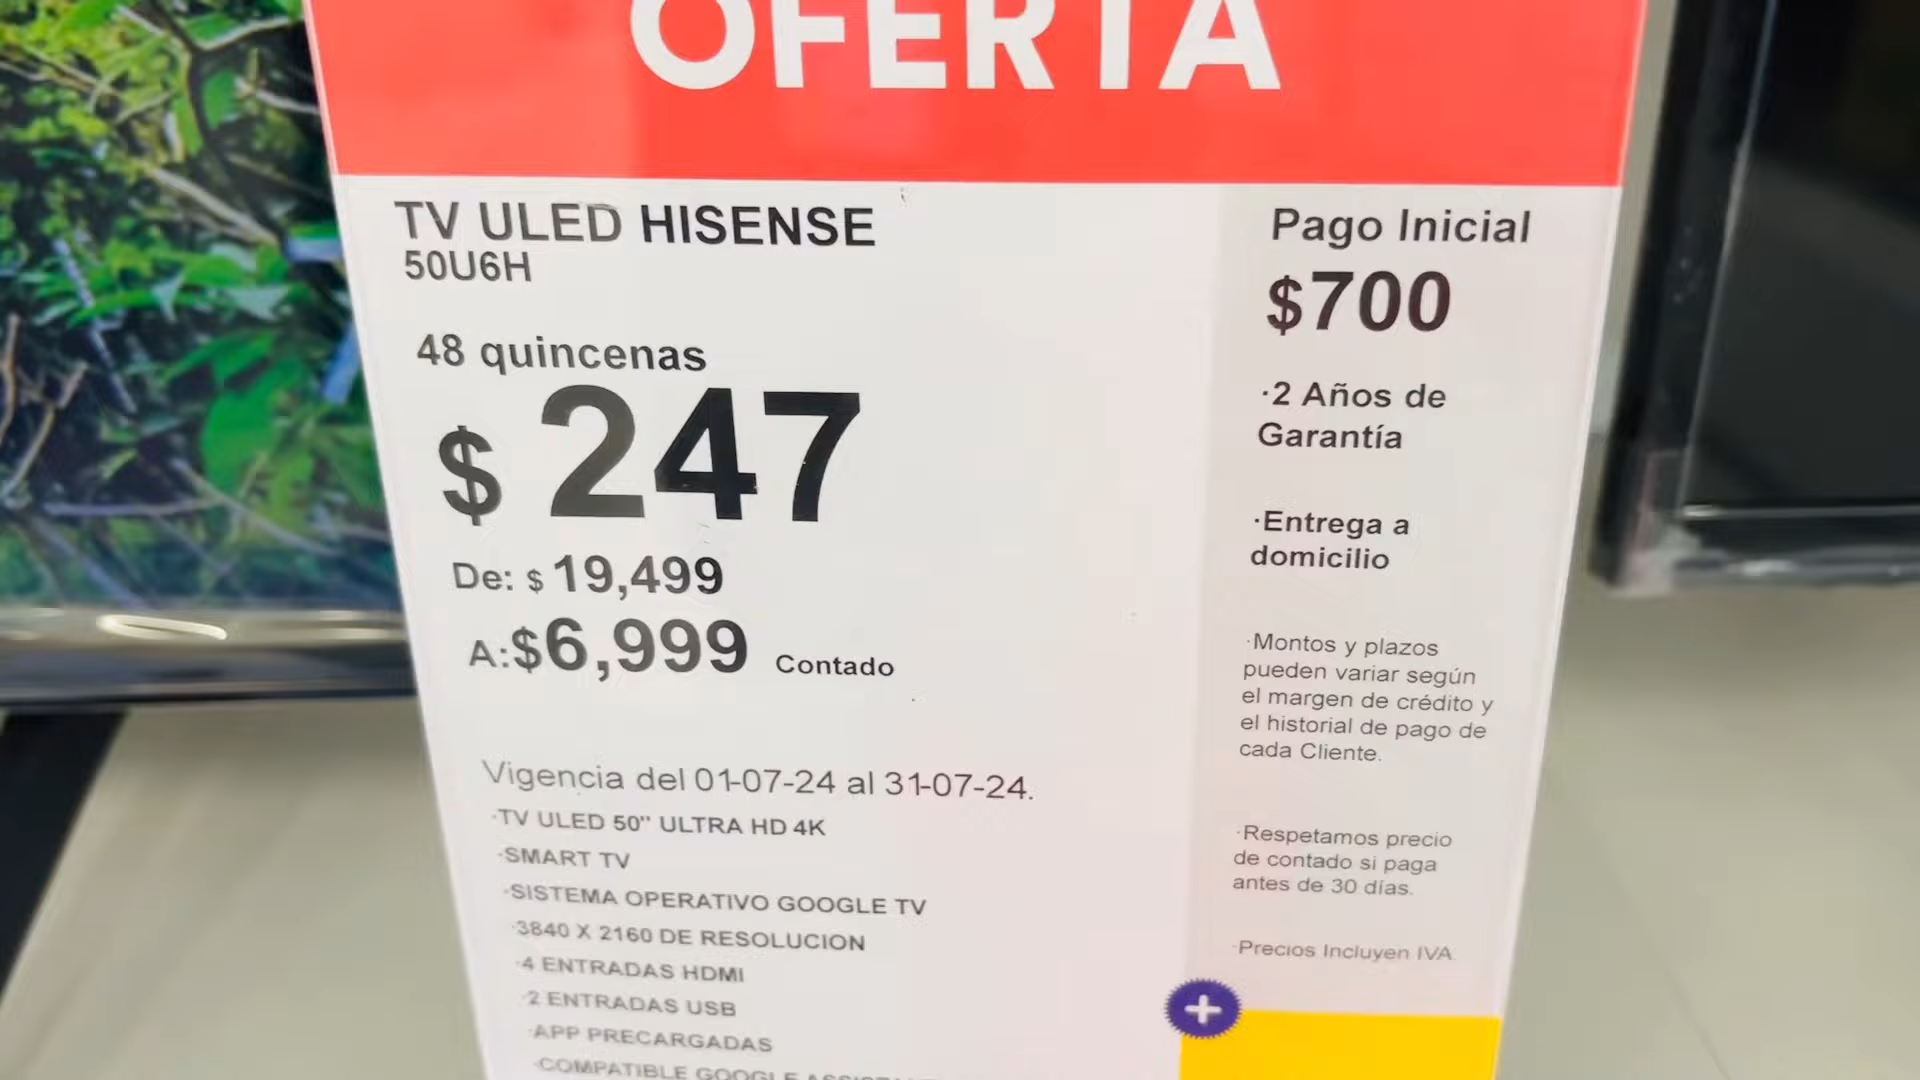 OFERTA
TV ULED HISENSE
50U6H
48 quincenas
$ 247
De: $ 19,499
A:$6,999 Contado
Vigencia del 01-07-24 al 31-07-24.
·TV ULED 50" ULTRA HD 4K
·SMART TV
·SISTEMA OPERATIVO GOOGLE TV
·3840 X 2160 DE RESOLUCION
·4 ENTRADAS HDMI
·2 ENTRADAS USB
·APP PRECARGADAS
·COMPATIBLE GOOGLE
Pago Inicial
$700
·2 Años de
Garantía
·Entrega a
domicilio
·Montos y plazos
pueden variar según
el margen de crédito y
el historial de pago de
cada Cliente.
·Respetamos precio
de contado si paga
antes de 30 días.
·Precios Incluyen IVA